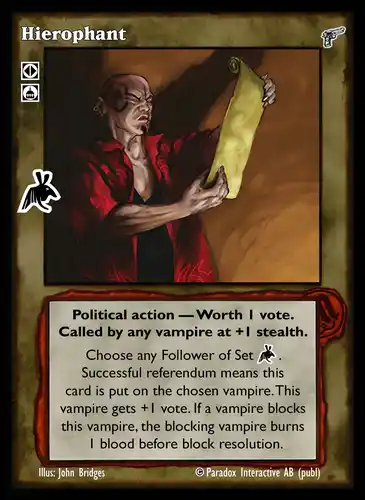 Hierophant
Political action — Worth 1 vote.
Called by any vampire at +1 stealth.
Choose any Follower of Set .
Successful referendum means this
card is put on the chosen vampire. This
vampire gets +1 vote. If a vampire blocks
this vampire, the blocking vampire burns
1 blood before block resolution.
Illus: John Bridges © Paradox Interactive AB (publ)